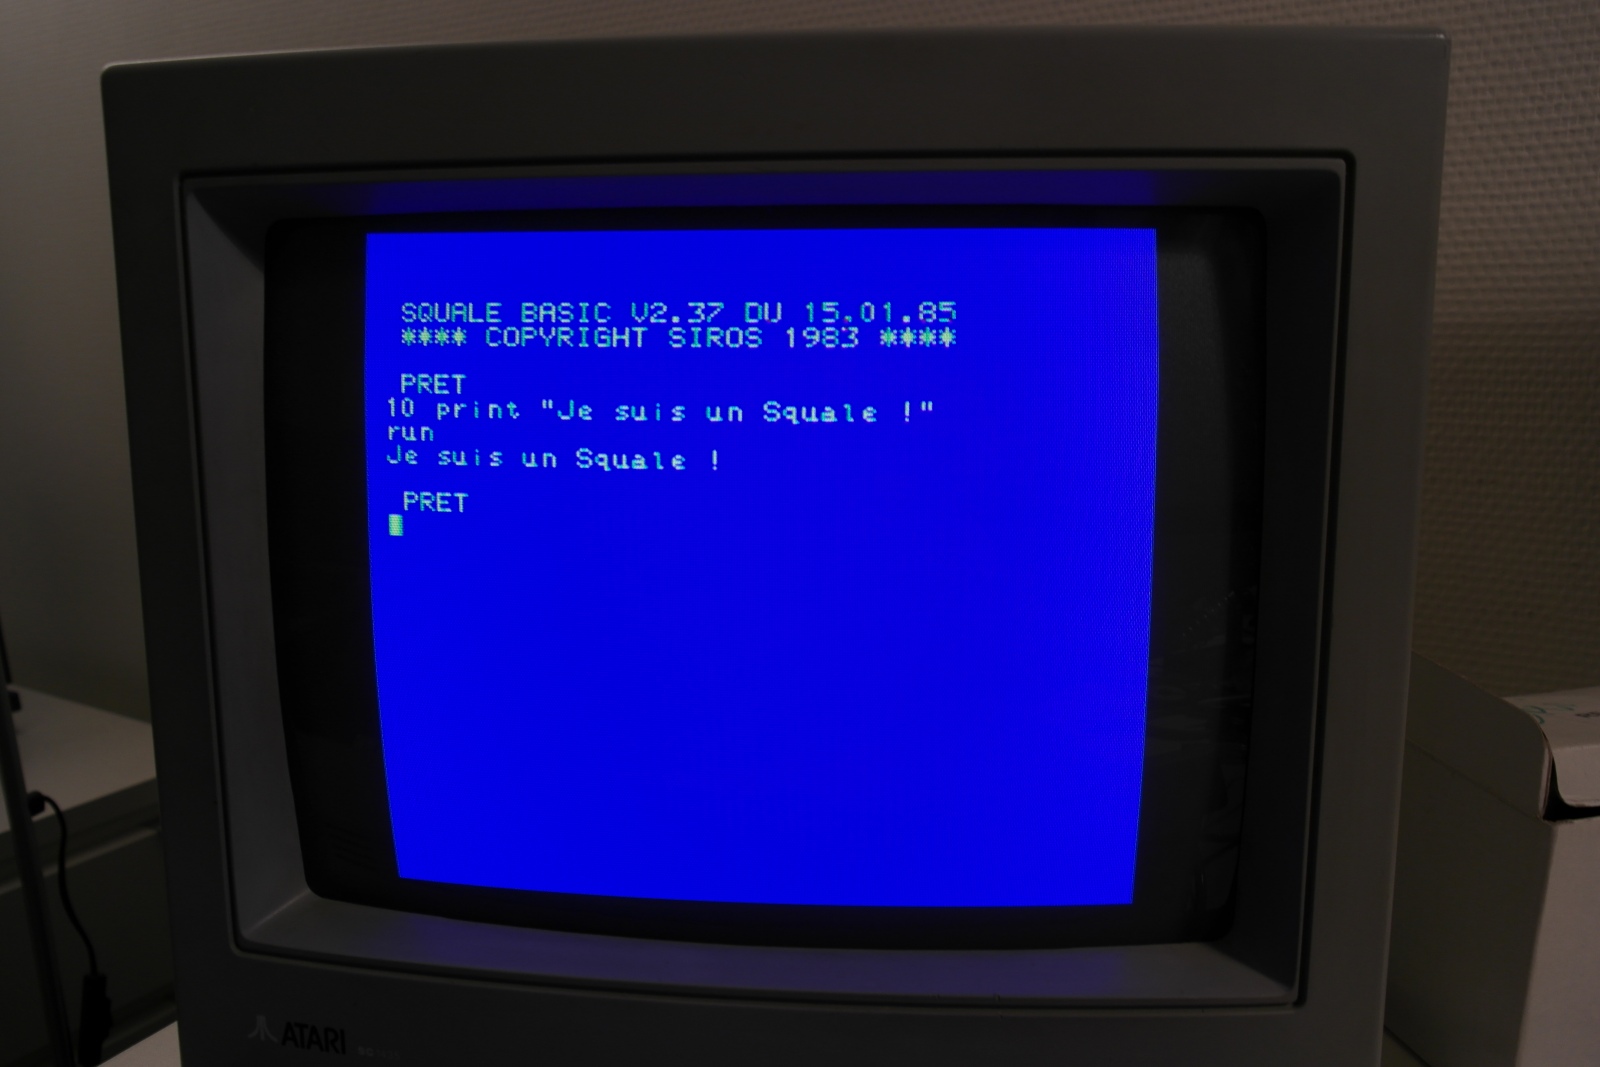 SQUALE BASIC V2.37 DU 15.01.85
**** COPYRIGHT SIROS 1983 ****
PRET
10 print "Je suis un Squale !"
run
Je suis un Squale !
PRET
ATARI